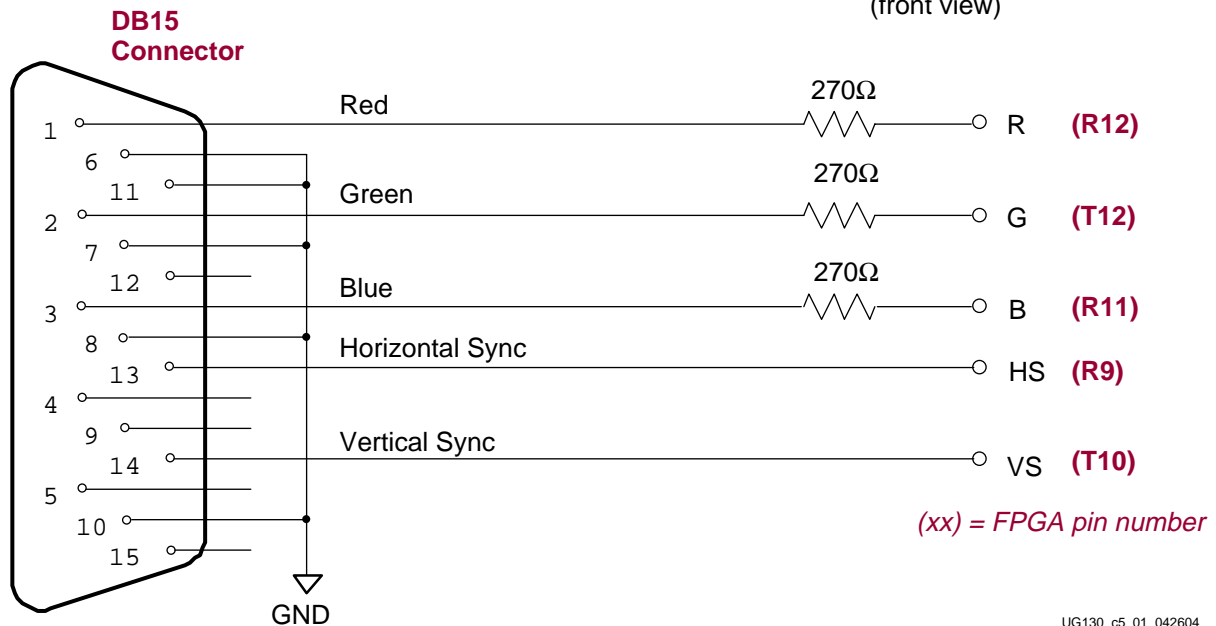 (front view)
DB15
Connector
270Ω
1
Red
R
(R12)
6
11
270Ω
2
Green
G
(T12)
7
12
270Ω
3
Blue
B
(R11)
8
13
Horizontal Sync
HS
(R9)
4
9
14
Vertical Sync
VS
(T10)
5
10
(xx) = FPGA pin number
15
GND
UG130_c5_01_042604